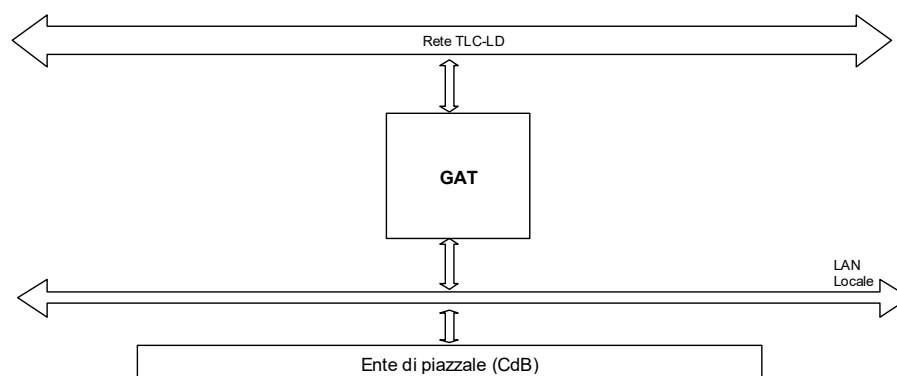 Rete TLC-LD
GAT
LAN
Locale
Ente di piazzale (CdB)